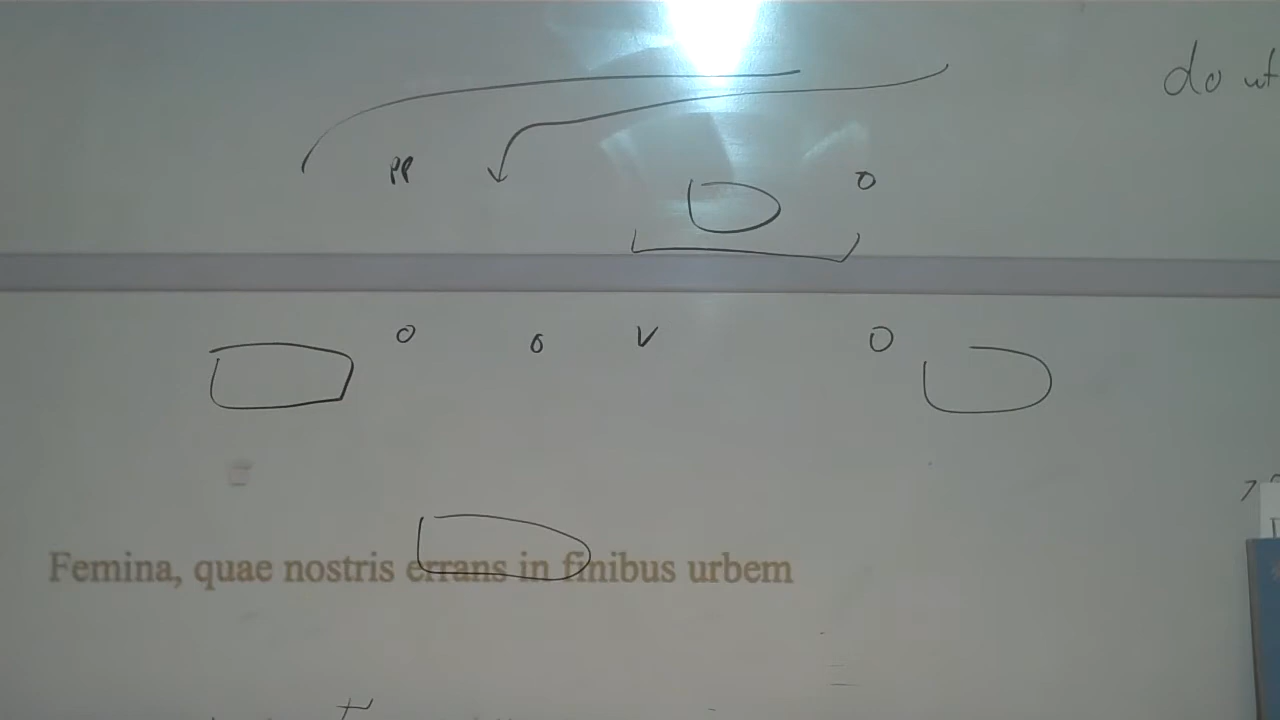 do ut
PP
o
o o v o
Femina, quae nostris errans in finibus urbem